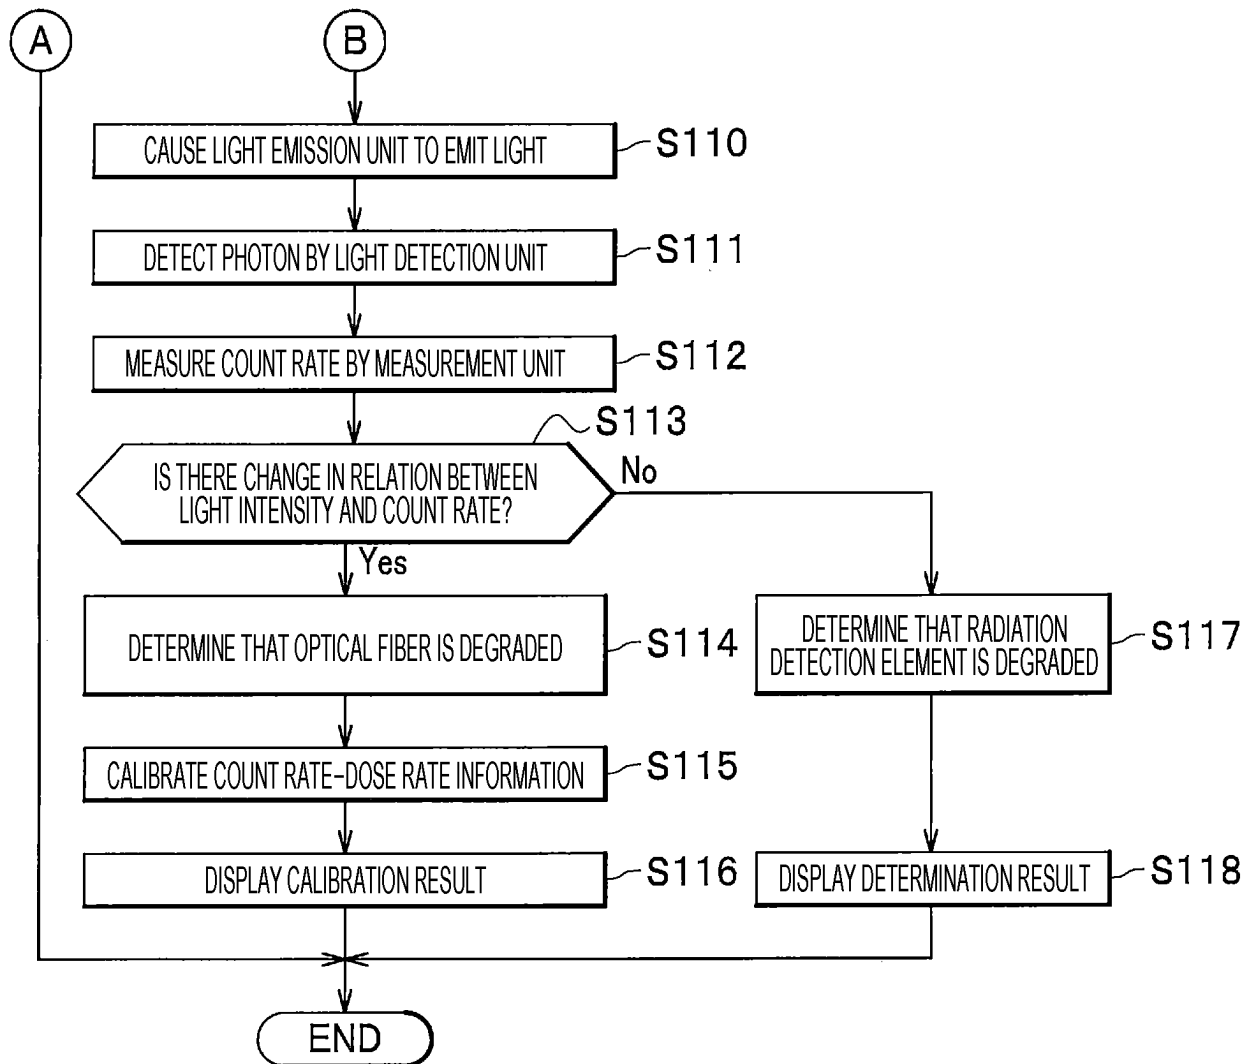 A
B
CAUSE LIGHT EMISSION UNIT TO EMIT LIGHT
S110
DETECT PHOTON BY LIGHT DETECTION UNIT
S111
MEASURE COUNT RATE BY MEASUREMENT UNIT
S112
S113
IS THERE CHANGE IN RELATION BETWEEN
LIGHT INTENSITY AND COUNT RATE?
No
Yes
DETERMINE THAT OPTICAL FIBER IS DEGRADED
S114
DETERMINE THAT RADIATION
DETECTION ELEMENT IS DEGRADED
S117
CALIBRATE COUNT RATE-DOSE RATE INFORMATION
S115
DISPLAY CALIBRATION RESULT
S116
DISPLAY DETERMINATION RESULT
S118
END